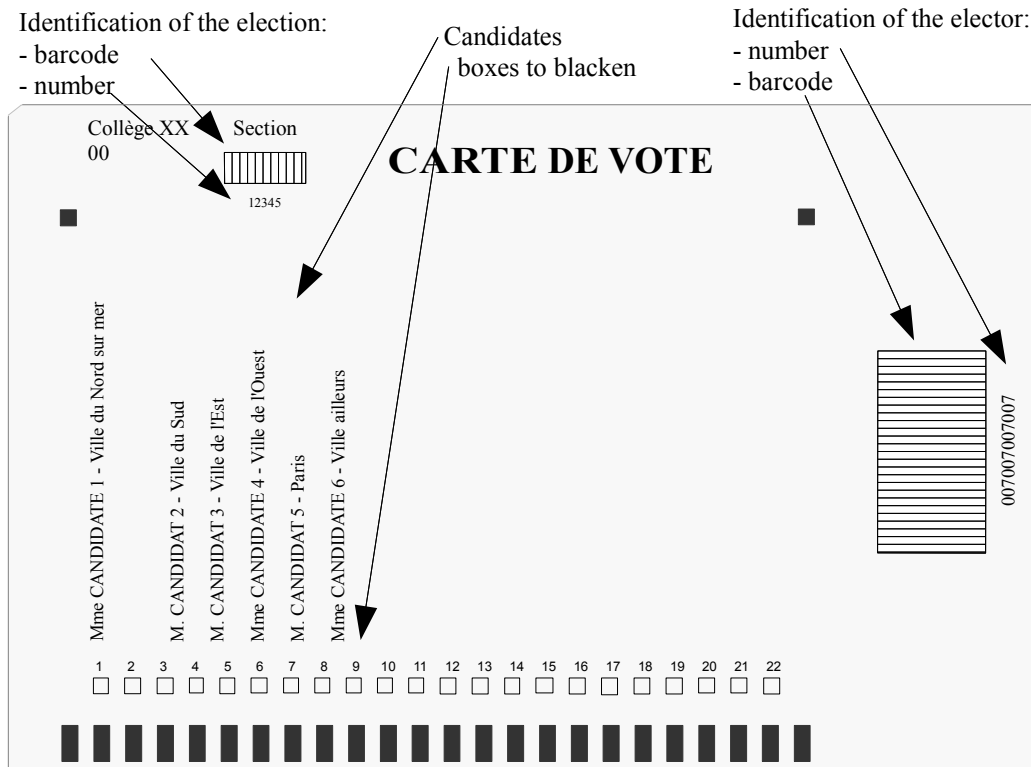 Identification of the election:
- barcode
- number
Candidates
boxes to blacken
Identification of the elector:
- number
- barcode
Collège XX Section
00
12345
CARTE DE VOTE
Mme CANDIDATE 1 - Ville du Nord sur mer
M. CANDIDAT 2 - Ville du Sud
M. CANDIDAT 3 - Ville de l'Est
Mme CANDIDATE 4 - Ville de l'Ouest
M. CANDIDAT 5 - Paris
Mme CANDIDATE 6 - Ville ailleurs
007007007007
1 2 3 4 5 6 7 8 9 10 11 12 13 14 15 16 17 18 19 20 21 22